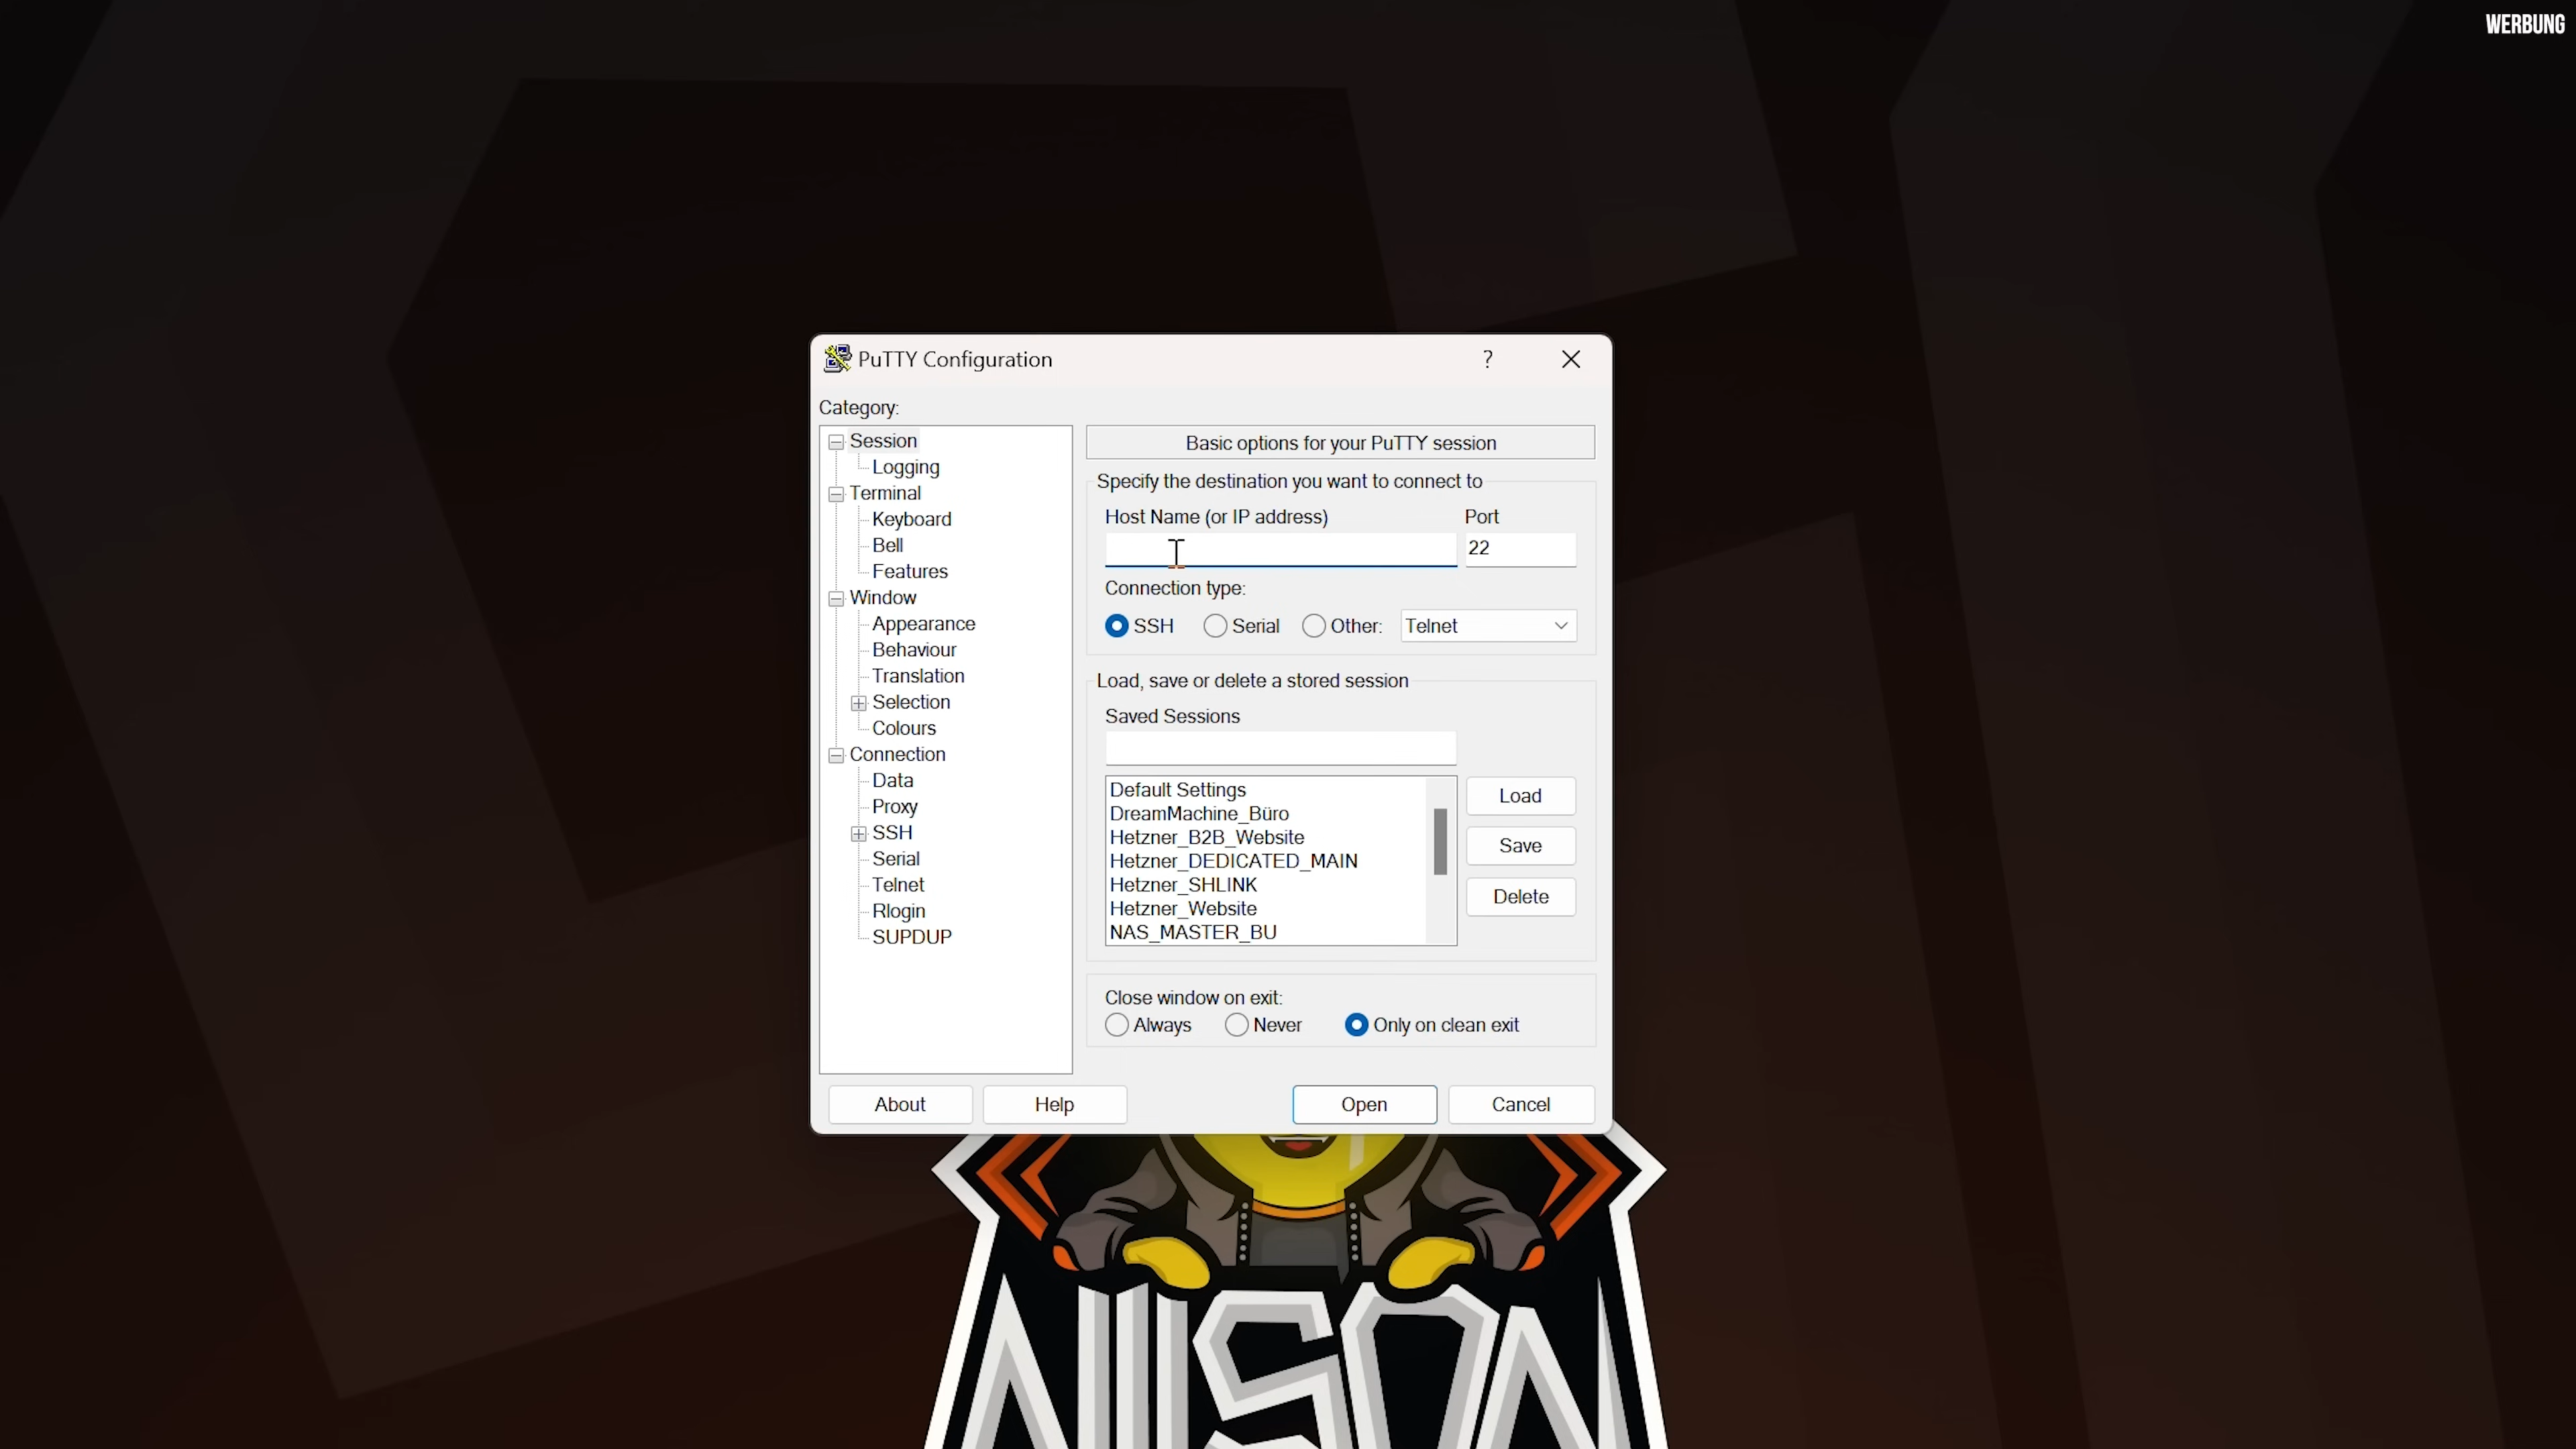 WERBUNG
PuTTY Configuration
?
Category:
Session
Logging
Terminal
Keyboard
Bell
Features
Window
Appearance
Behaviour
Translation
Selection
Colours
Connection
Data
Proxy
SSH
Serial
Telnet
Rlogin
SUPDUP
Basic options for your PuTTY session
Specify the destination you want to connect to
Host Name (or IP address) Port
22
Connection type:
SSH Serial Other: Telnet
Load, save or delete a stored session
Saved Sessions
Default Settings
DreamMachine_Büro
Hetzner_B2B_Website
Hetzner_DEDICATED_MAIN
Hetzner_SHLINK
Hetzner_Website
NAS_MASTER_BU
Load
Save
Delete
Close window on exit:
Always Never Only on clean exit
About Help Open Cancel